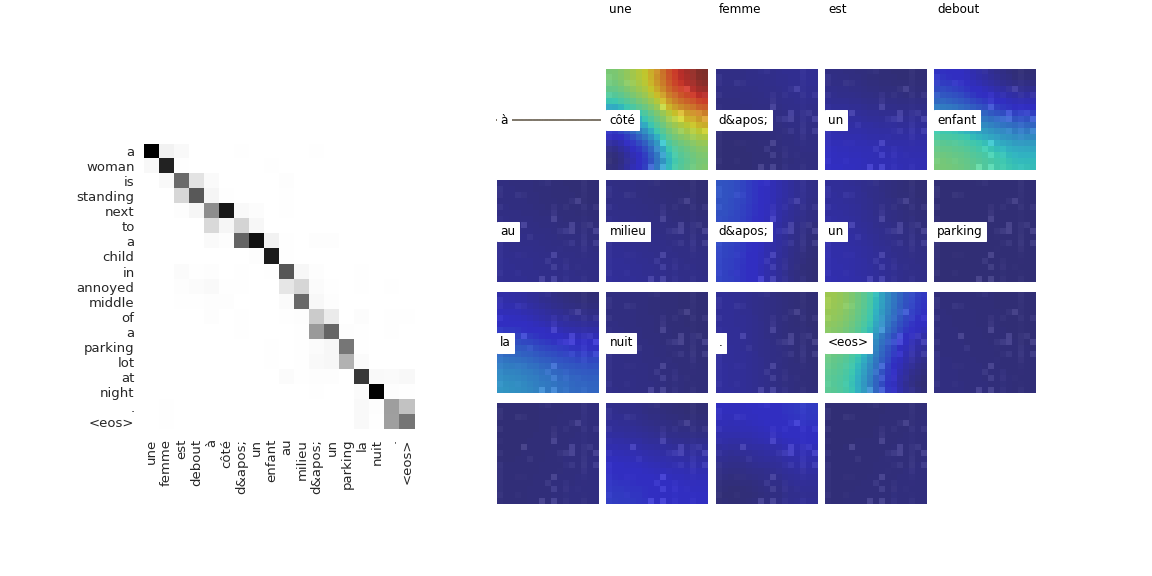 a
woman
is
standing
next
to
a
child
in
annoyed
middle
of
a
parking
lot
at
night
.
<eos>
une
femme
est
debout
à
côté
d&apos;
un
enfant
au
milieu
d&apos;
un
parking
la
nuit
.
<eos>
une femme est debout
à côté d&apos; un enfant
au milieu d&apos; un parking
la nuit . <eos>